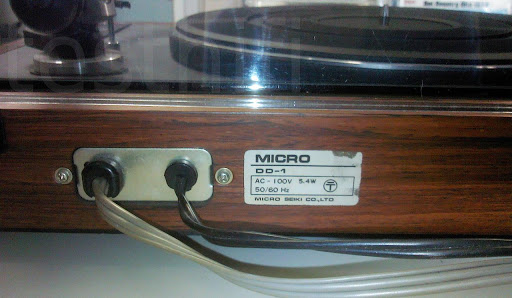 MICRO
DD-1
AC-100V 5.4W
50/60 Hz
T
MICRO SEIKI CO.,LTD